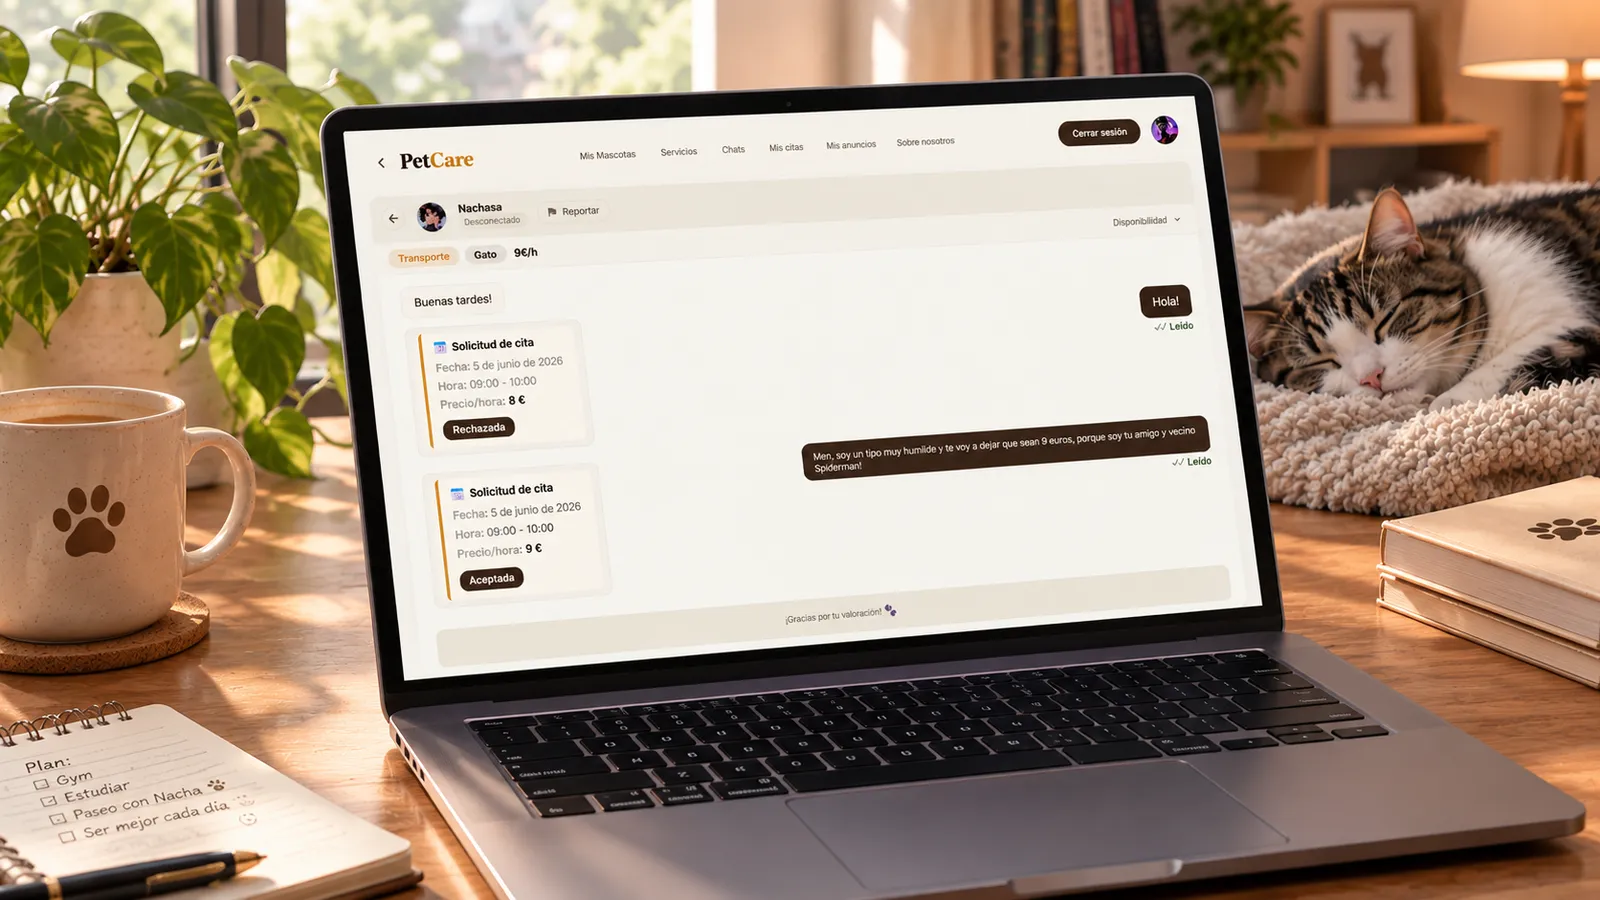 PetCare
Mis Mascotas
Servicios
Chats
Mis citas
Mis anuncios
Sobre nosotros
Cerrar sesión
Nachasa
Desconectado
Reportar
Disponibilidad
Transporte
Gato
9€/h
Buenas tardes!
Hola!
Leído
Solicitud de cita
Fecha: 5 de junio de 2026
Hora: 09:00 - 10:00
Precio/hora: 8 €
Rechazada
Men, soy un tipo muy humilde y te voy a dejar que sean 9 euros, porque soy tu amigo y vecino
Spiderman!
Leído
Solicitud de cita
Fecha: 5 de junio de 2026
Hora: 09:00 - 10:00
Precio/hora: 9 €
Aceptada
¡Gracias por tu valoración!
Plan:
Gym
Estudiar
Paseo con Nacha
Ser mejor cada día